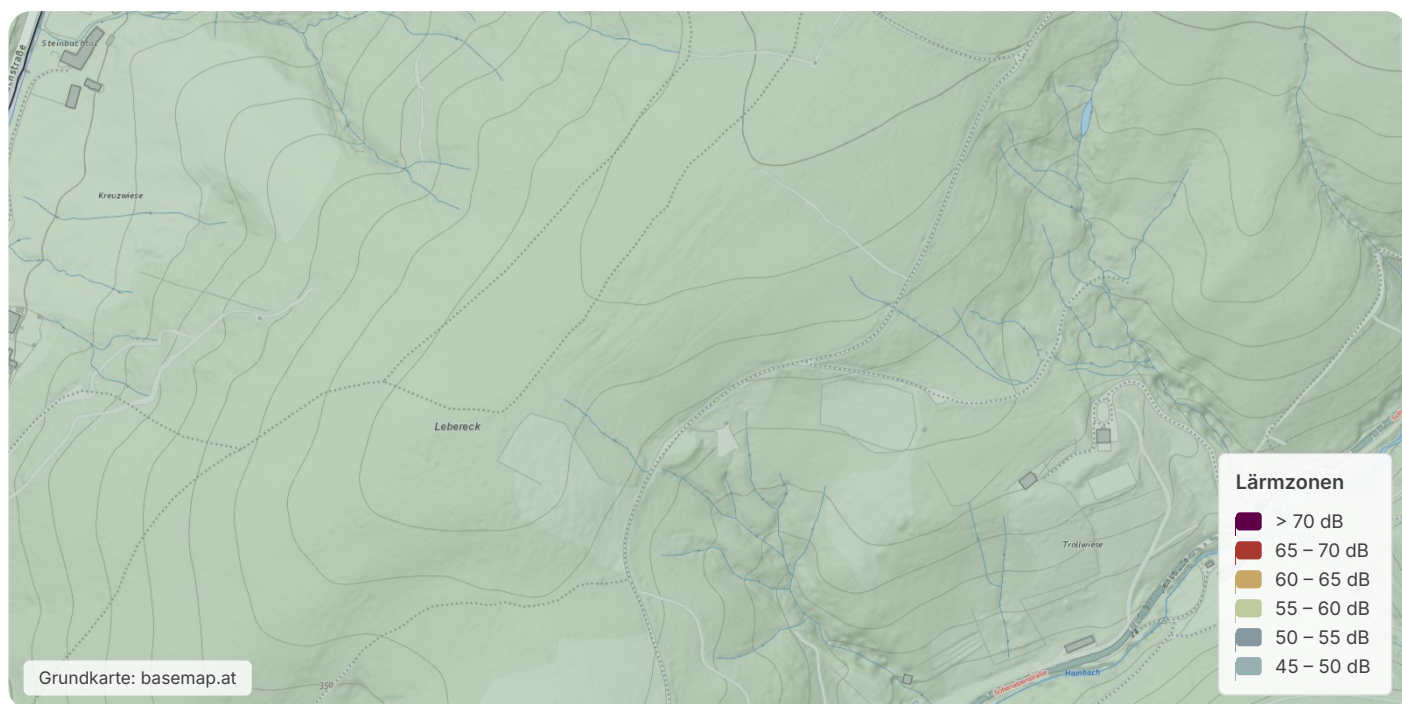 Steinbachtal
Kreuzwiese
Lebereck
Trollwiese
Hainbach
350
Lärmzonen
> 70 dB
65 – 70 dB
60 – 65 dB
55 – 60 dB
50 – 55 dB
45 – 50 dB
Grundkarte: basemap.at